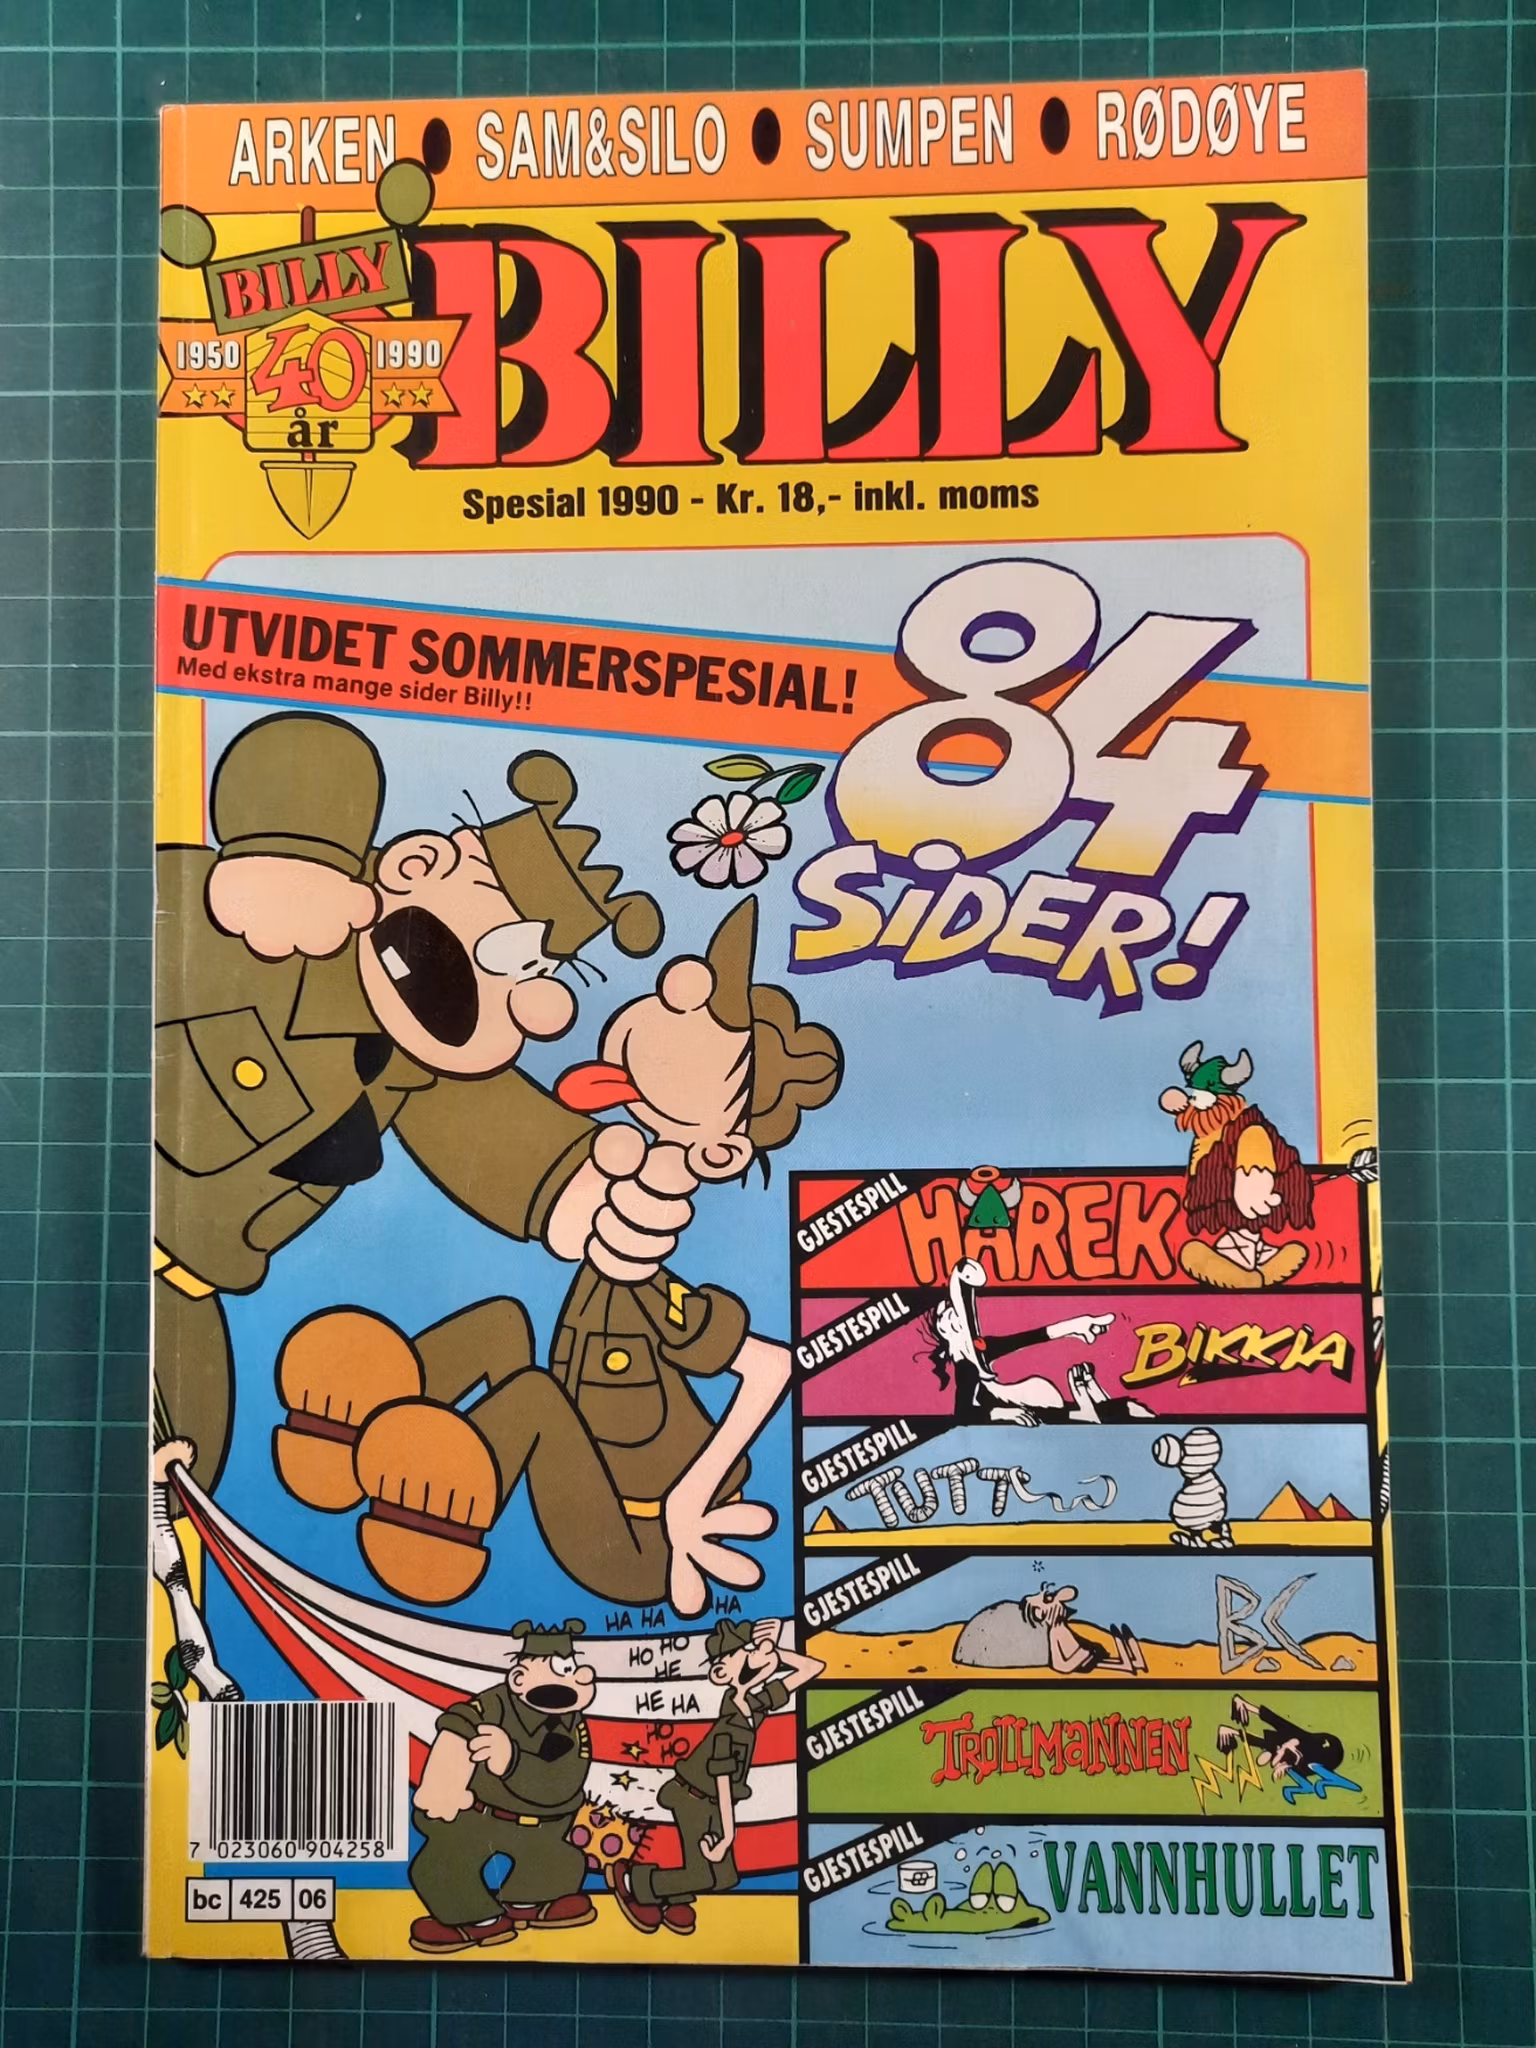 ARKEN • SAM&SILO • SUMPEN • RØDØYE
BILLY
1950 40 1990
år
BILLY
Spesial 1990 - Kr. 18,- inkl. moms
UTVIDET SOMMERSPESIAL!
Med ekstra mange sider Billy!!
84
SIDER!
GJESTESPILL HÅREK
GJESTESPILL BIKKJA
GJESTESPILL TUTT
GJESTESPILL B.C.
GJESTESPILL TROLLMANNEN
GJESTESPILL VANNHULLET
HA HA HA
HO HO
HE
HE HA
HO
HO
7 023060 904258
bc 425 06